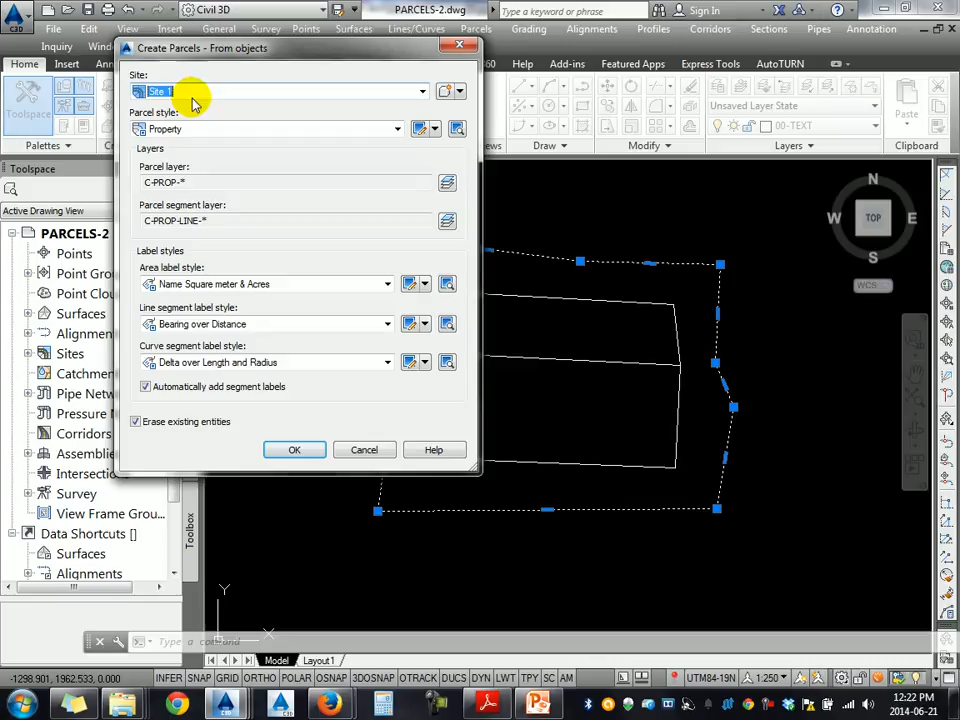 C3D
Civil 3D
PARCELS-2.dwg
Type a keyword or phrase
Sign In
File
Edit
View
Insert
General
Survey
Points
Surfaces
Lines/Curves
Parcels
Grading
Alignments
Profiles
Corridors
Pipes
Annotation
Inquiry
Home
Insert
360
Help
Add-ins
Featured Apps
Express Tools
AutoTURN
Toolspace
Palettes
Draw
Modify
Unsaved Layer State
00-TEXT
Layers
Paste
Clipboard
Create Parcels - From objects
Site:
Site 1
Parcel style:
Property
Layers
Parcel layer:
C-PROP-*
Parcel segment layer:
C-PROP-LINE-*
Label styles
Area label style:
Name Square meter & Acres
Line segment label style:
Bearing over Distance
Curve segment label style:
Delta over Length and Radius
Automatically add segment labels
Erase existing entities
OK
Cancel
Help
Toolspace
Active Drawing View
PARCELS-2
Points
Point Gro
Point Clou
Surfaces
Alignment
Sites
Catchmen
Pipe Netw
Pressure N
Corridors
Assemblie
Intersectio
Survey
View Frame Grou...
Data Shortcuts []
Surfaces
Alignments
Toolbox
N
W
TOP
E
S
WCS
Y
X
Type a command
Model
Layout1
-1298.901, 1962.533, 0.000
INFER
SNAP
GRID
ORTHO
POLAR
OSNAP
3DOSNAP
OTRACK
DUCS
DYN
LWT
TPY
SC
AM
UTM84-19N
1:250
12:22 PM
2014-06-21